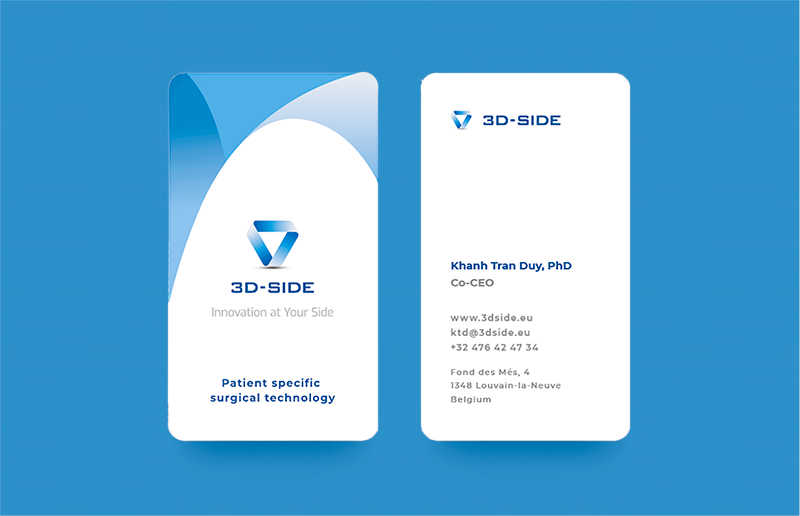 3D-SIDE
Innovation at Your Side
Patient specific
surgical technology
3D-SIDE
Khanh Tran Duy, PhD
Co-CEO
www.3dside.eu
ktd@3dside.eu
+32 476 42 47 34
Fond des Més, 4
1348 Louvain-la-Neuve
Belgium